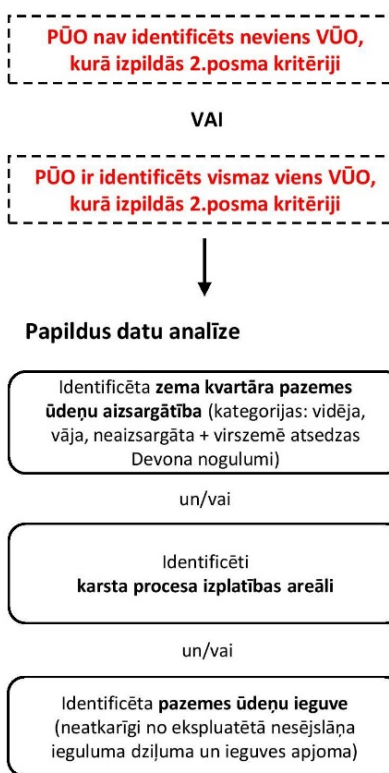 PŪO nav identificēts neviens VŪO,
kurā izpildās 2.posma kritēriji
VAI
PŪO ir identificēts vismaz viens VŪO,
kurā izpildās 2.posma kritēriji
Papildus datu analīze
Identificēta zema kvartāra pazemes
ūdeņu aizsargātība (kategorijas: vidēja,
vāja, neaizsargāta + virszemē atsedzas
Devona nogulumi)
un/vai
Identificēti
karsta procesa izplatības areāli
un/vai
Identificēta pazemes ūdeņu ieguve
(neatkarīgi no ekspluatētā nesējslāņa
ieguluma dziļuma un ieguves apjoma)